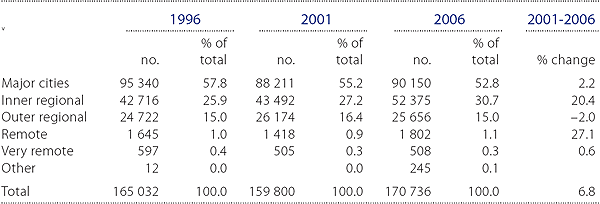 1996 2001 2006 2001-2006
v no. % of total no. % of total no. % of total % change
Major cities 95 340 57.8 88 211 55.2 90 150 52.8 2.2
Inner regional 42 716 25.9 43 492 27.2 52 375 30.7 20.4
Outer regional 24 722 15.0 26 174 16.4 25 656 15.0 –2.0
Remote 1 645 1.0 1 418 0.9 1 802 1.1 27.1
Very remote 597 0.4 505 0.3 508 0.3 0.6
Other 12 0.0 0.0 245 0.1
Total 165 032 100.0 159 800 100.0 170 736 100.0 6.8